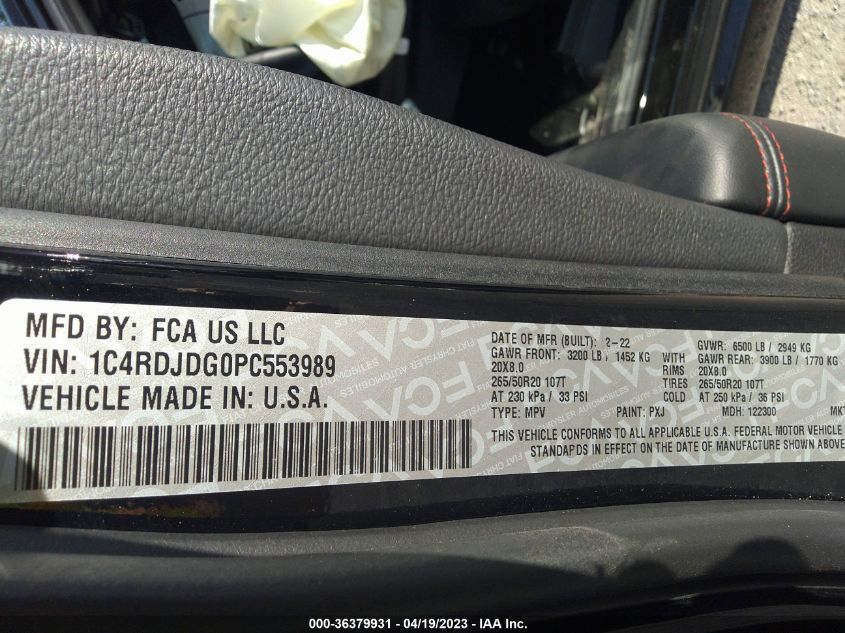 MFD BY: FCA US LLC
VIN: 1C4RDJDG0PC553989
VEHICLE MADE IN: U.S.A.
DATE OF MFR (BUILT): 2-22 GVWR: 6500 LB / 2949 KG
GAWR FRONT: 3200 LB, 1452 KG GAWR REAR: 3900 LB / 1770 KG
20X8.0 RIMS 20X8.0
265/50R20 107T TIRES 265/50R20 107T
AT 230 kPa / 33 PSI COLD AT 250 kPa / 36 PSI
TYPE: MPV PAINT: PXJ MDH: 122300 MKT
THIS VEHICLE CONFORMS TO ALL APPLICABLE U.S.A. FEDERAL MOTOR VEHICLE
STANDAPDS IN EFFECT ON THE DATE OF MANUFACTURE SHOWN ABOVE
000-36379931 - 04/19/2023 - IAA Inc.